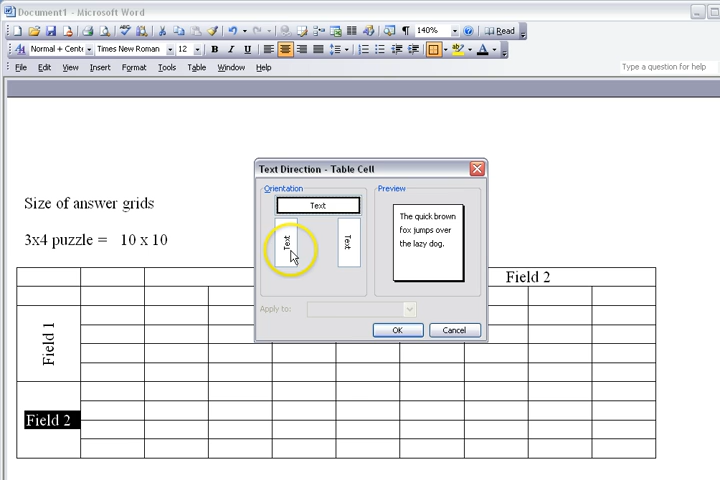 Document1 - Microsoft Word
140%
Read
Normal + Cent
Times New Roman
12
B I U
File Edit View Insert Format Tools Table Window Help
Type a question for help
Text Direction - Table Cell
Orientation
Preview
Text
Text
Text
The quick brown
fox jumps over
the lazy dog.
Apply to:
OK
Cancel
Size of answer grids
3x4 puzzle = 10 x 10
Field 2
Field 1
Field 2